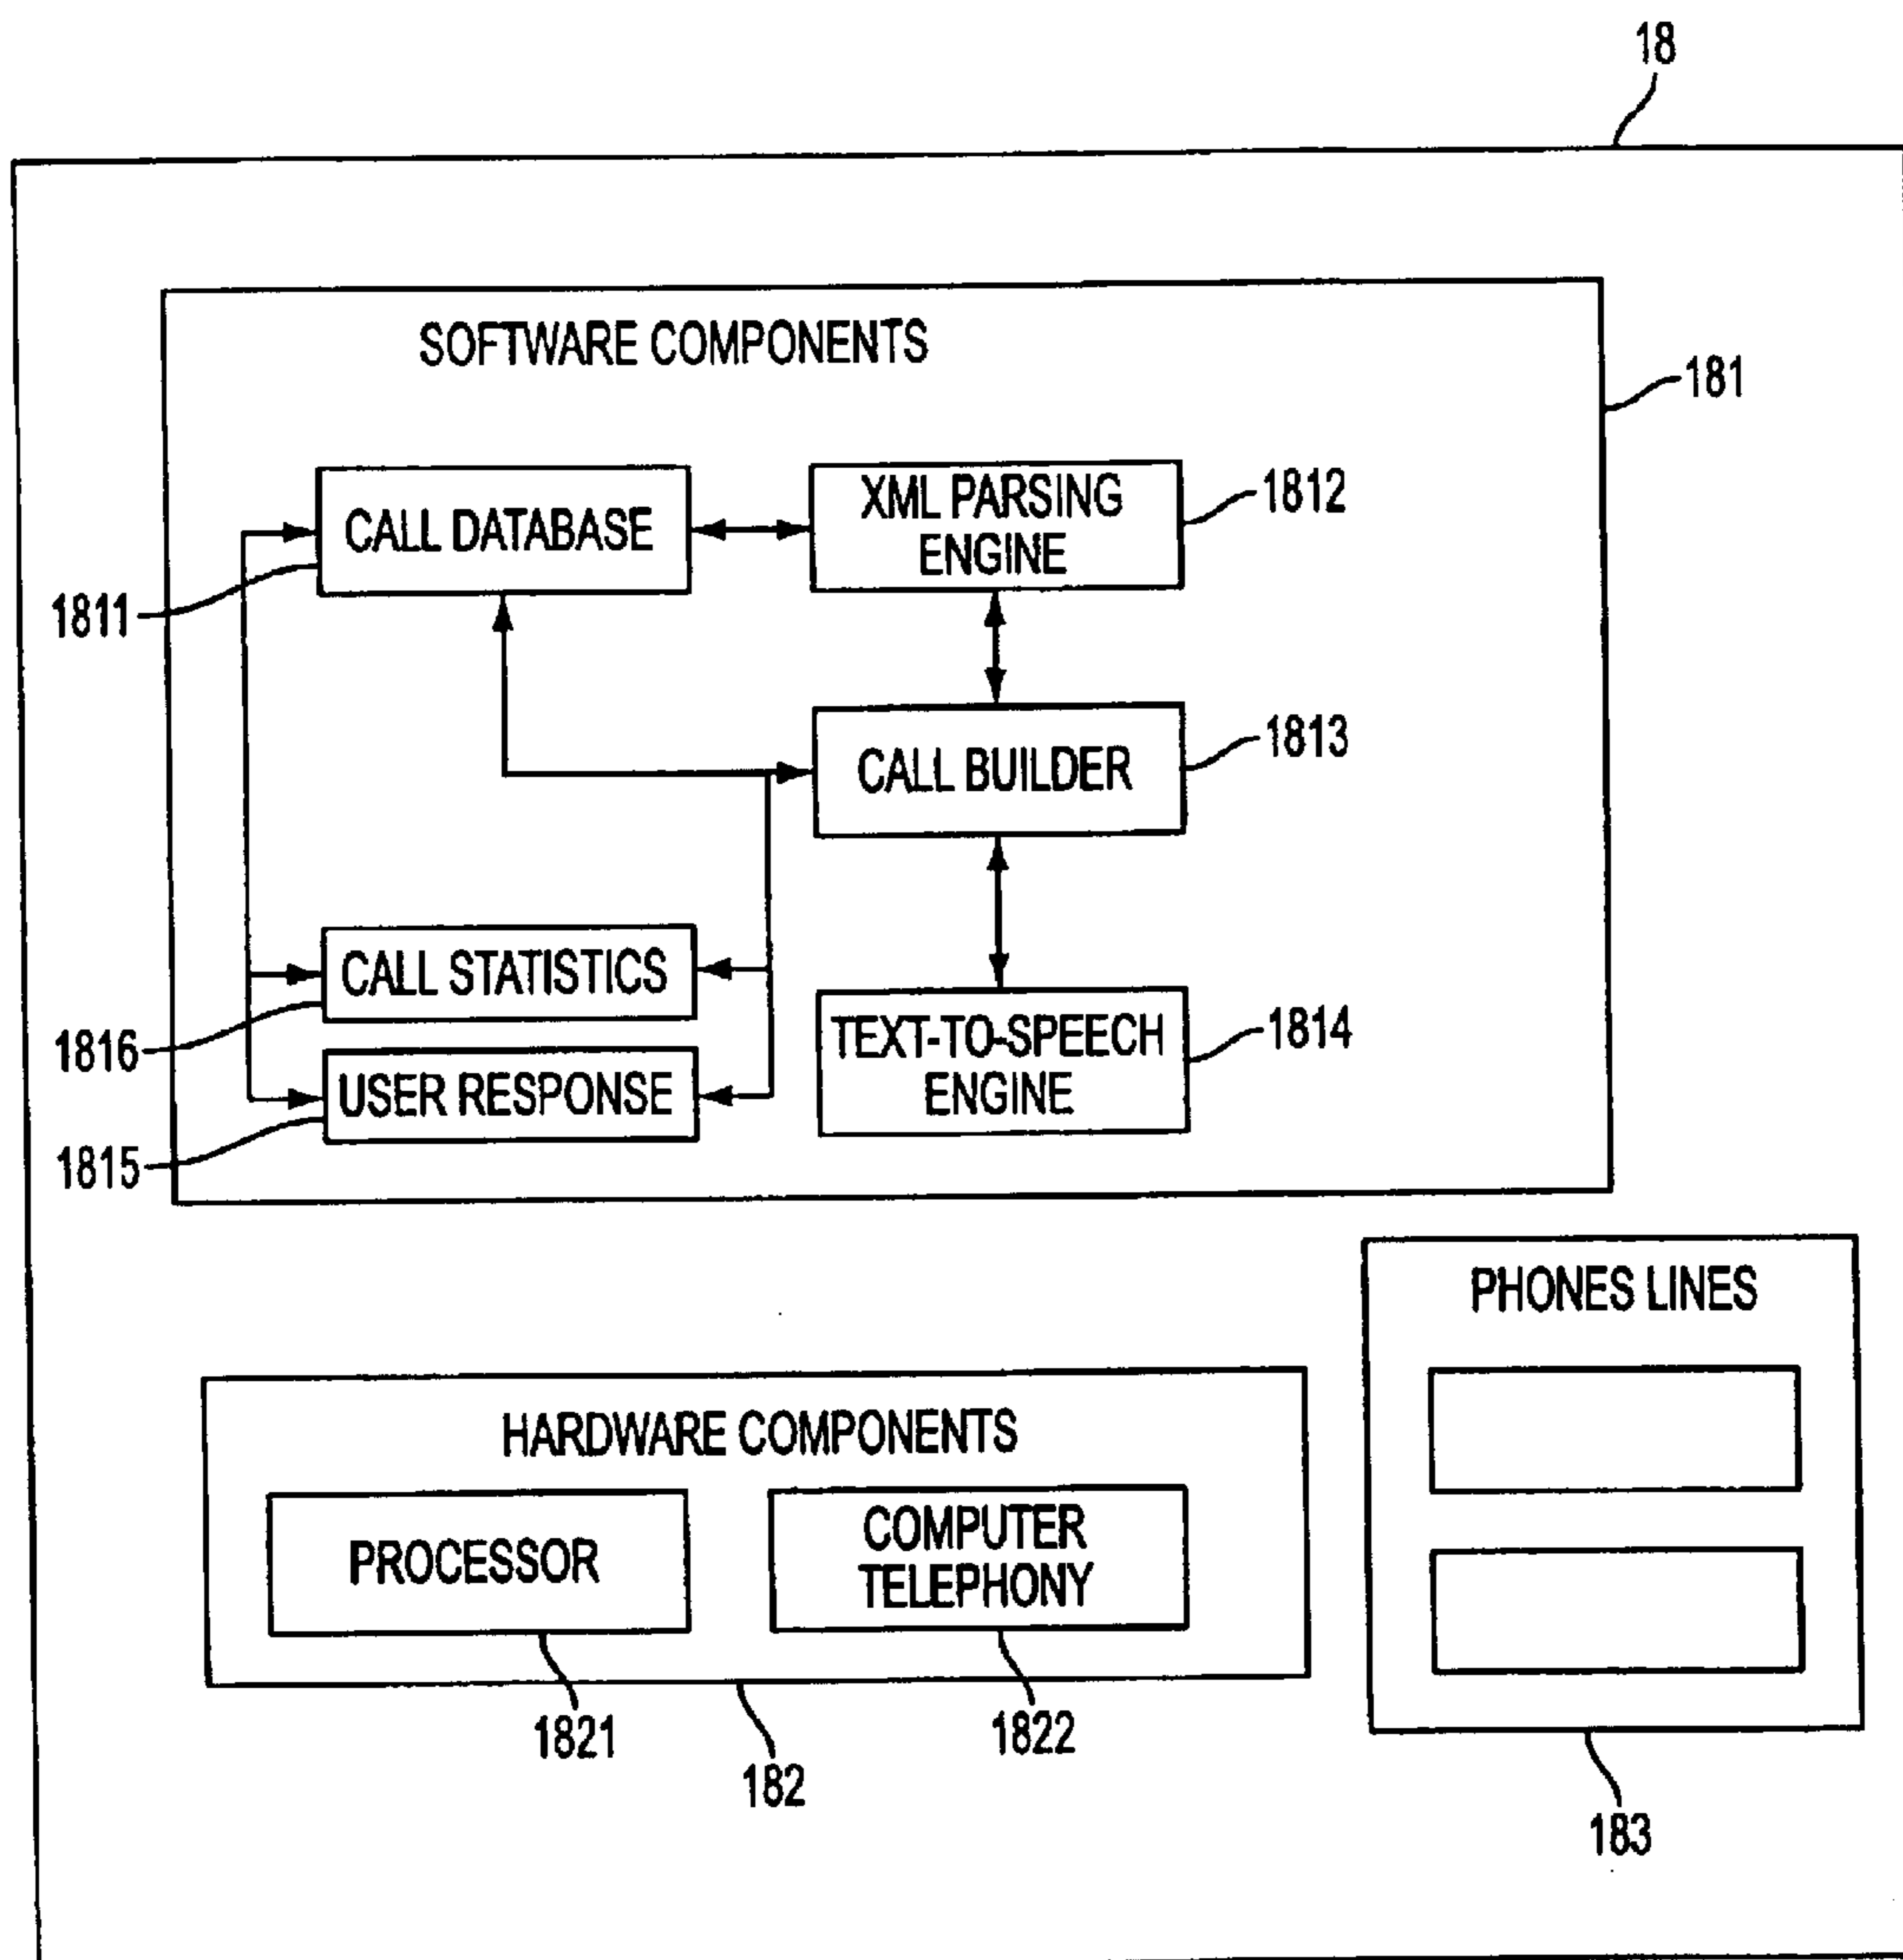 18
SOFTWARE COMPONENTS
181
CALL DATABASE
XML PARSING
ENGINE
1812
1811
CALL BUILDER
1813
CALL STATISTICS
1816
TEXT-TO-SPEECH
ENGINE
1814
USER RESPONSE
1815
PHONES LINES
HARDWARE COMPONENTS
PROCESSOR
COMPUTER
TELEPHONY
1821
1822
182
183